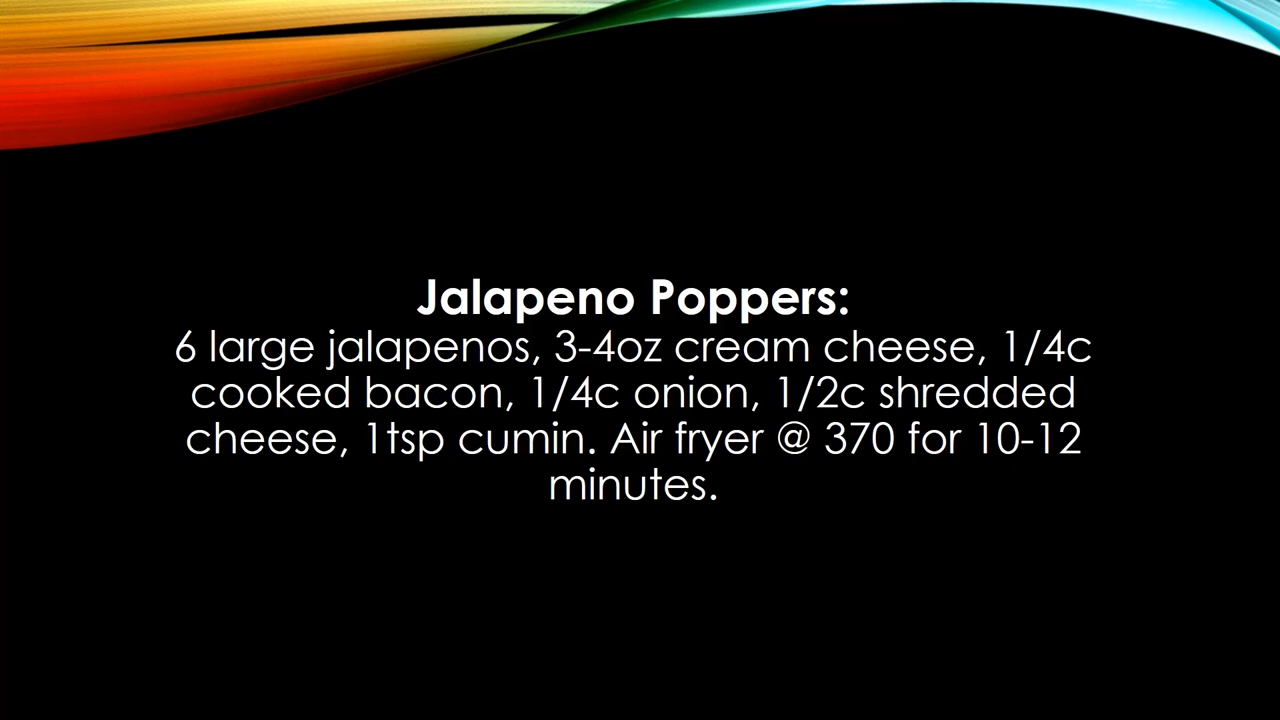 Jalapeno Poppers:
6 large jalapenos, 3-4oz cream cheese, 1/4c
cooked bacon, 1/4c onion, 1/2c shredded
cheese, 1tsp cumin. Air fryer @ 370 for 10-12
minutes.